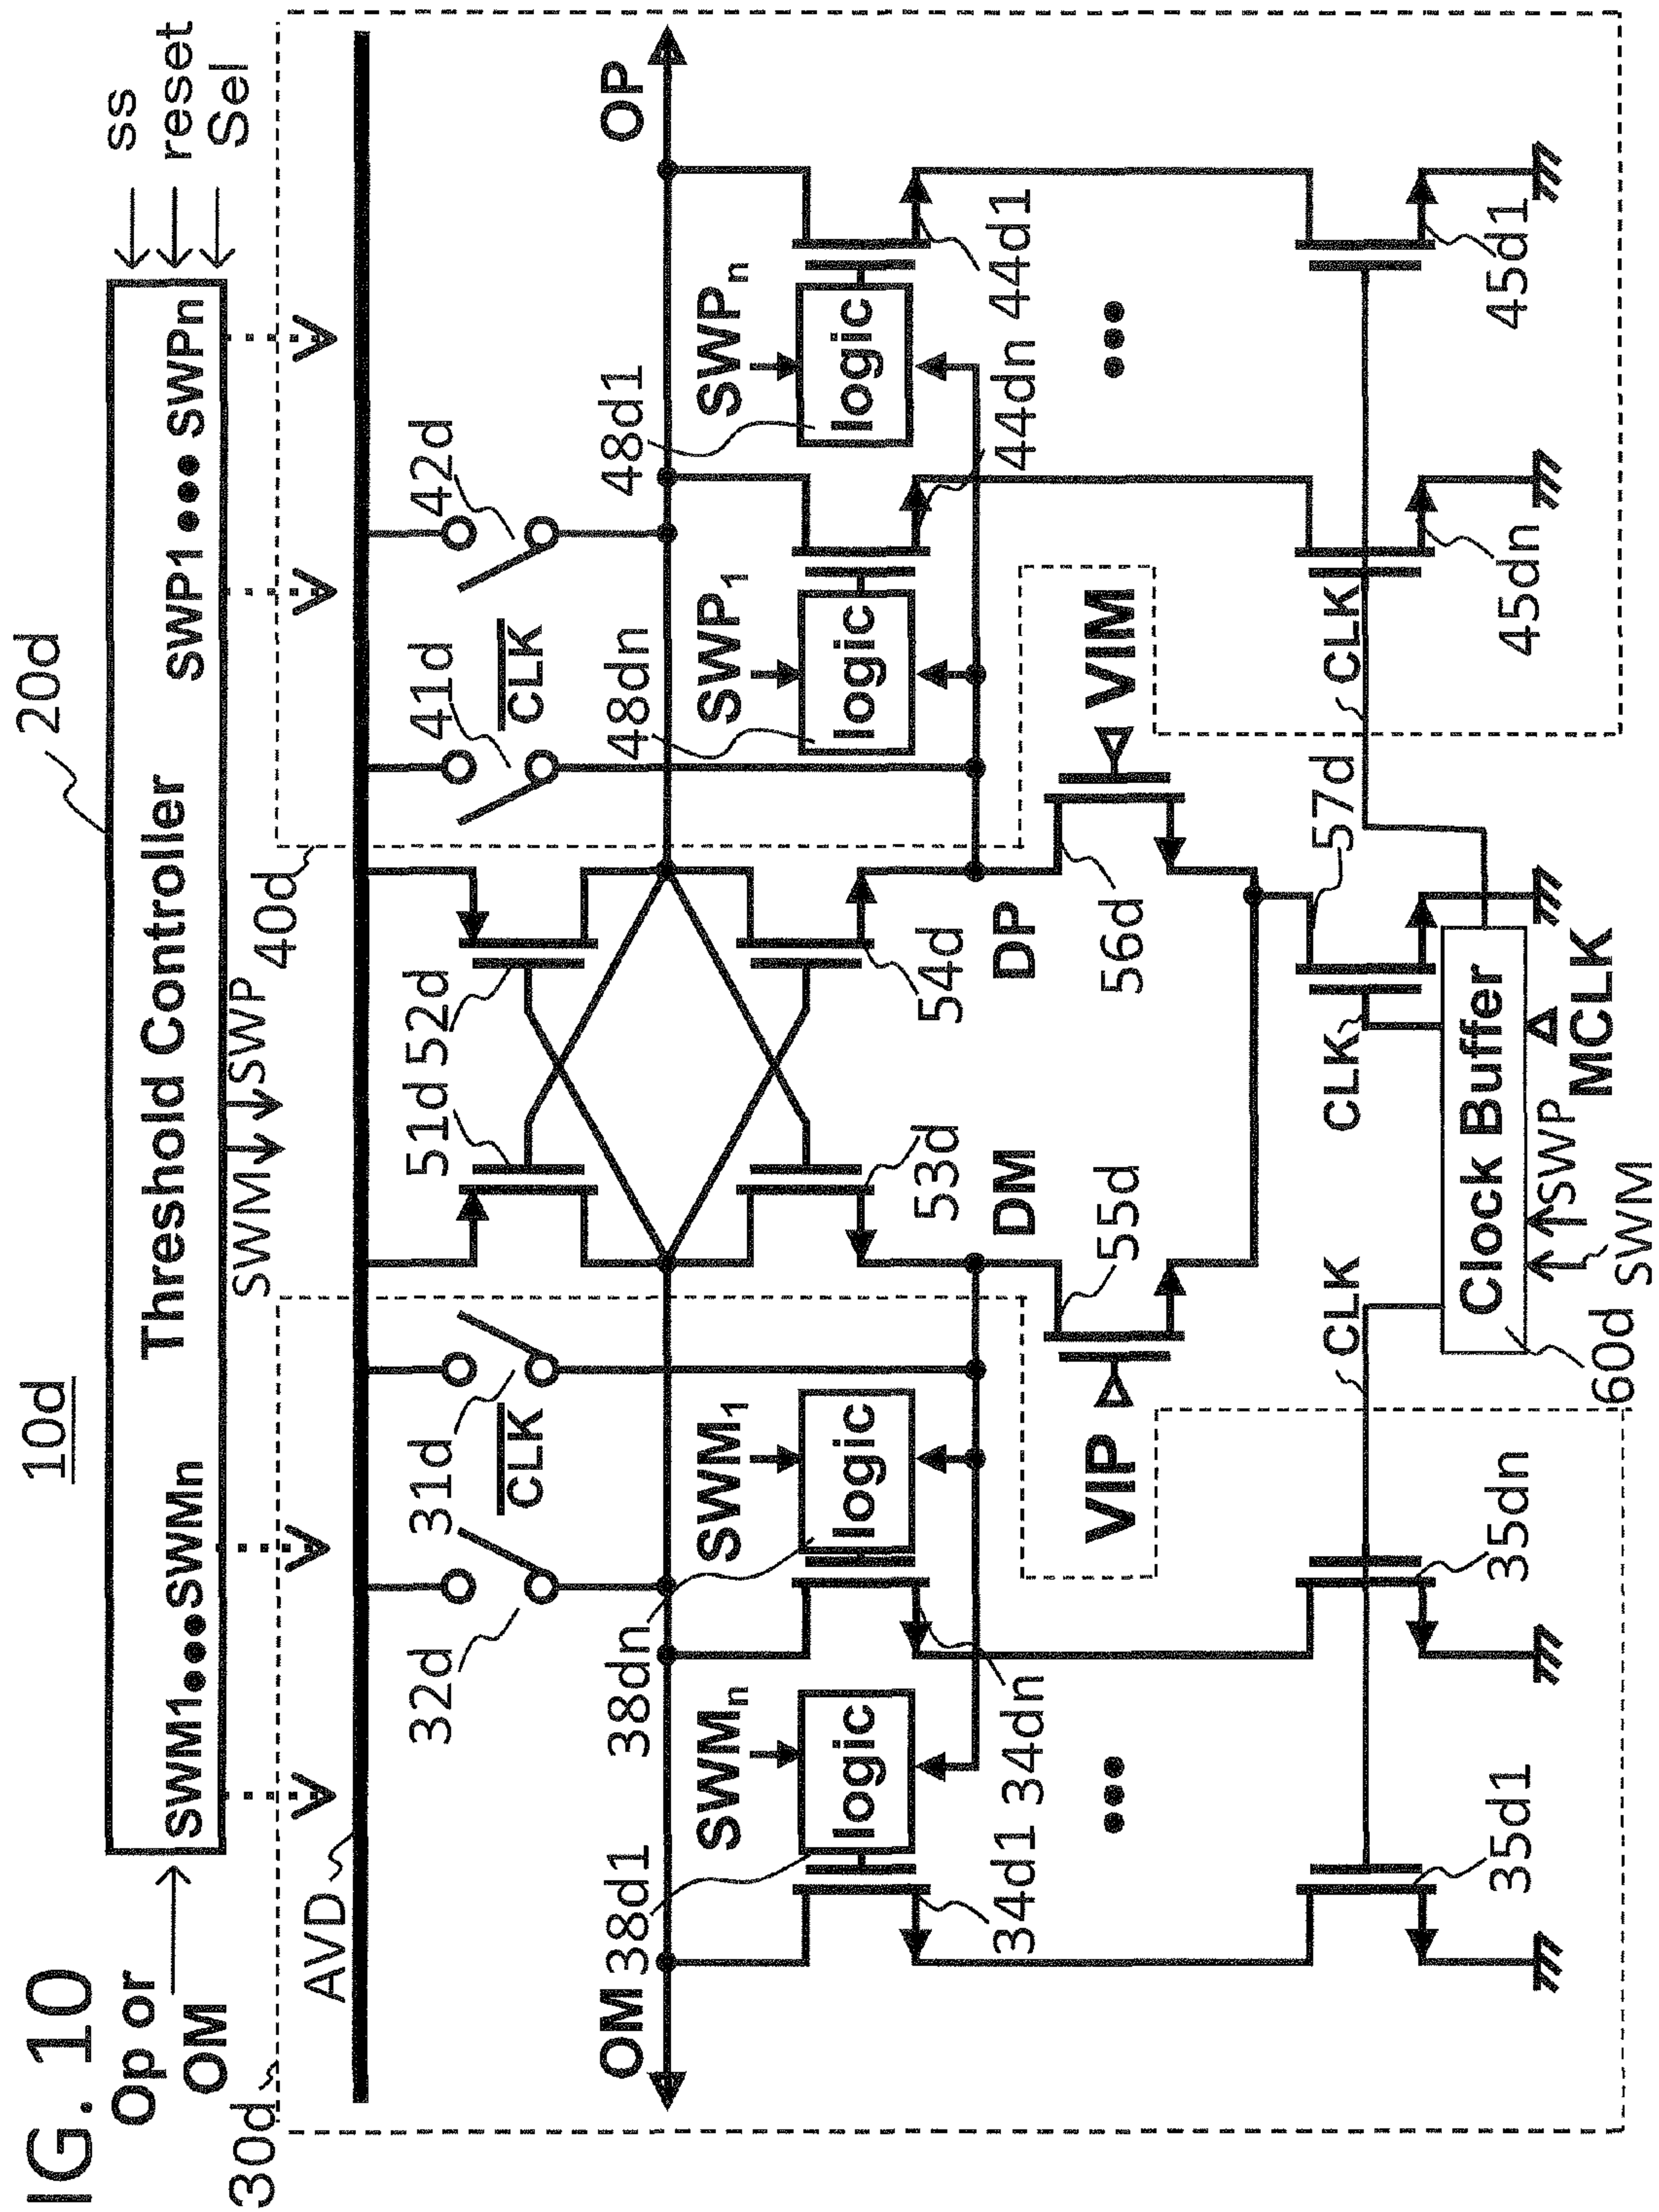 IG. 10
10d
20d
Op or
OM
Threshold Controller
SWM1•••SWMn
SWP1•••SWPn
ss
reset
Sel
SWM
SWP
30d
40d
AVD
32d
31d
CLK
51d
52d
41d
CLK
42d
OM
OP
38d1
38dn
48dn
48d1
SWMn
SWM1
SWP1
SWPn
logic
logic
logic
logic
53d
54d
34d1
34dn
44dn
44d1
DM
DP
•••
•••
VIP
VIM
55d
56d
57d
CLK
CLK
CLK
35d1
35dn
45dn
45d1
Clock Buffer
60d
SWM
SWP
MCLK